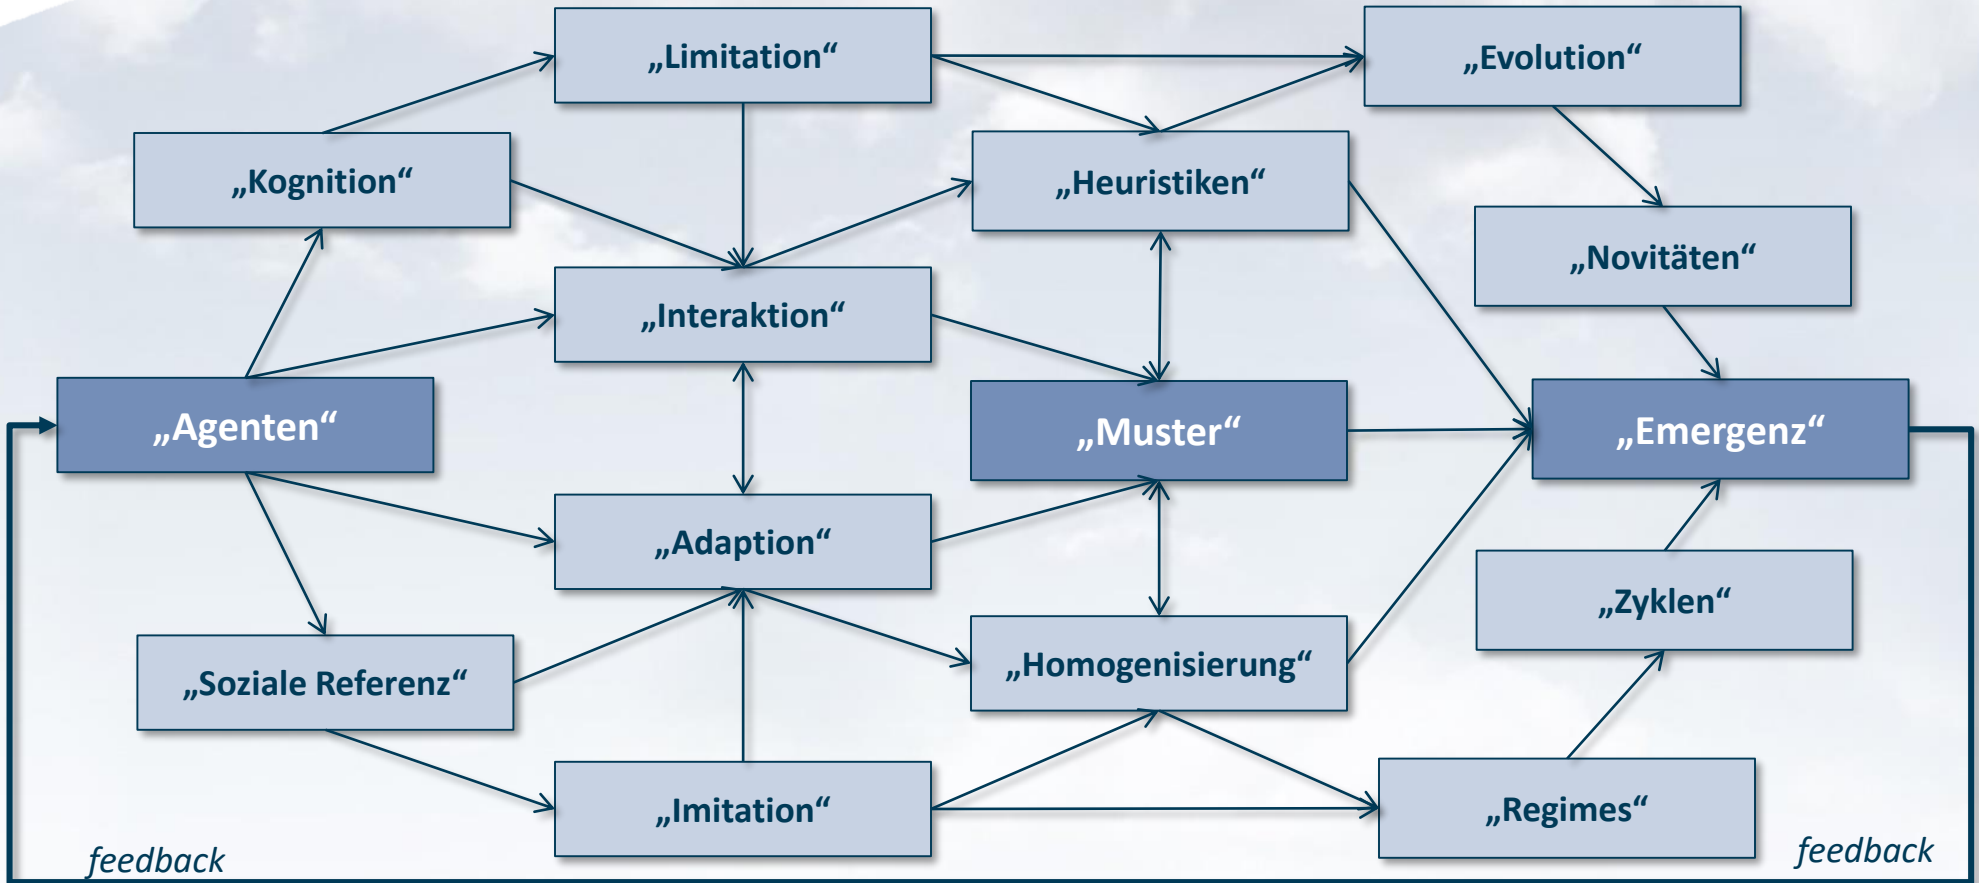 „Limitation“
„Evolution“
„Kognition“
„Heuristiken“
„Novitäten“
„Interaktion“
„Agenten“
„Muster“
„Emergenz“
„Adaption“
„Zyklen“
„Soziale Referenz“
„Homogenisierung“
„Imitation“
„Regimes“
feedback
feedback